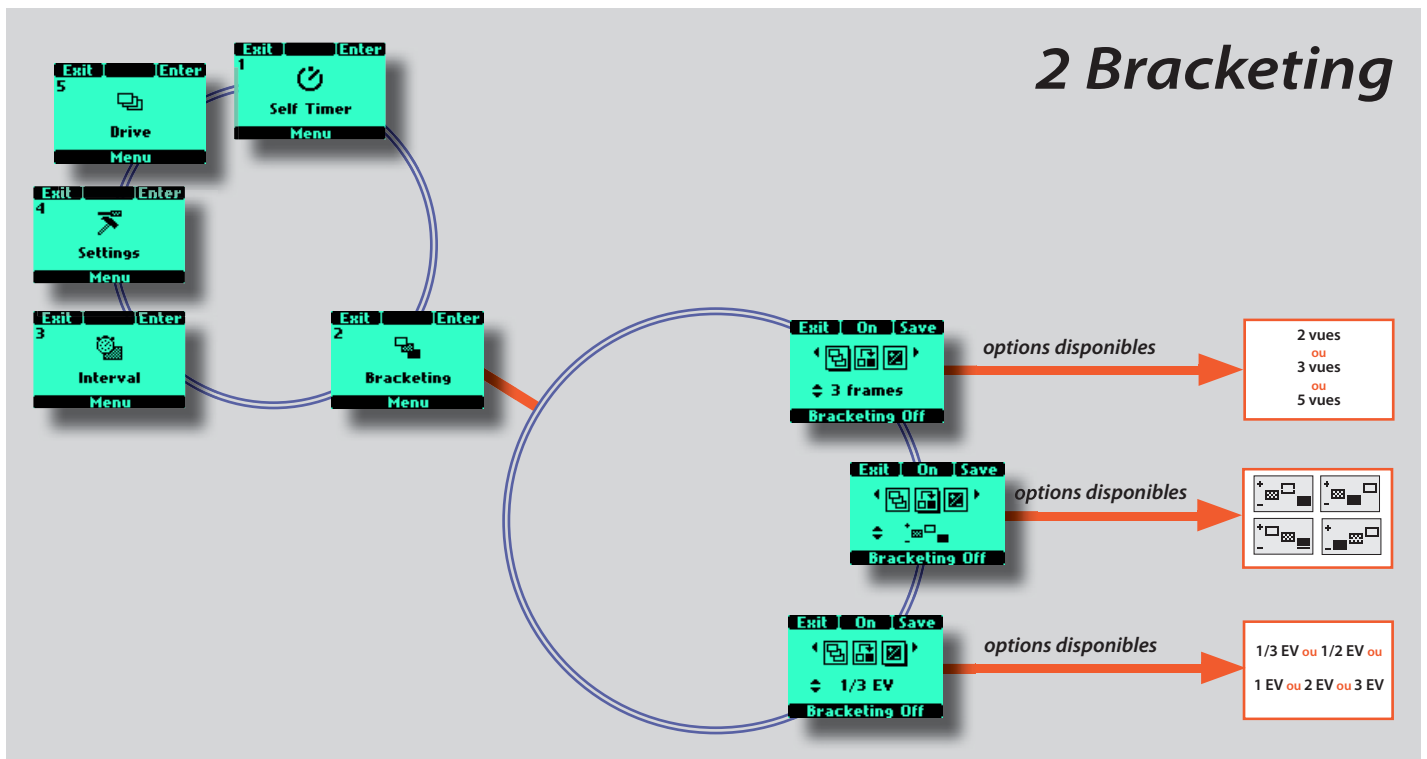 2 Bracketing
Exit Enter
1
Self Timer
Menu
Exit Enter
5
Drive
Menu
Exit Enter
4
Settings
Menu
Exit Enter
3
Interval
Menu
Exit Enter
2
Bracketing
Menu
Exit On Save
3 frames
Bracketing Off
options disponibles
2 vues
ou
3 vues
ou
5 vues
Exit On Save
Bracketing Off
options disponibles
Exit On Save
1/3 EV
Bracketing Off
options disponibles
1/3 EV ou 1/2 EV ou
1 EV ou 2 EV ou 3 EV